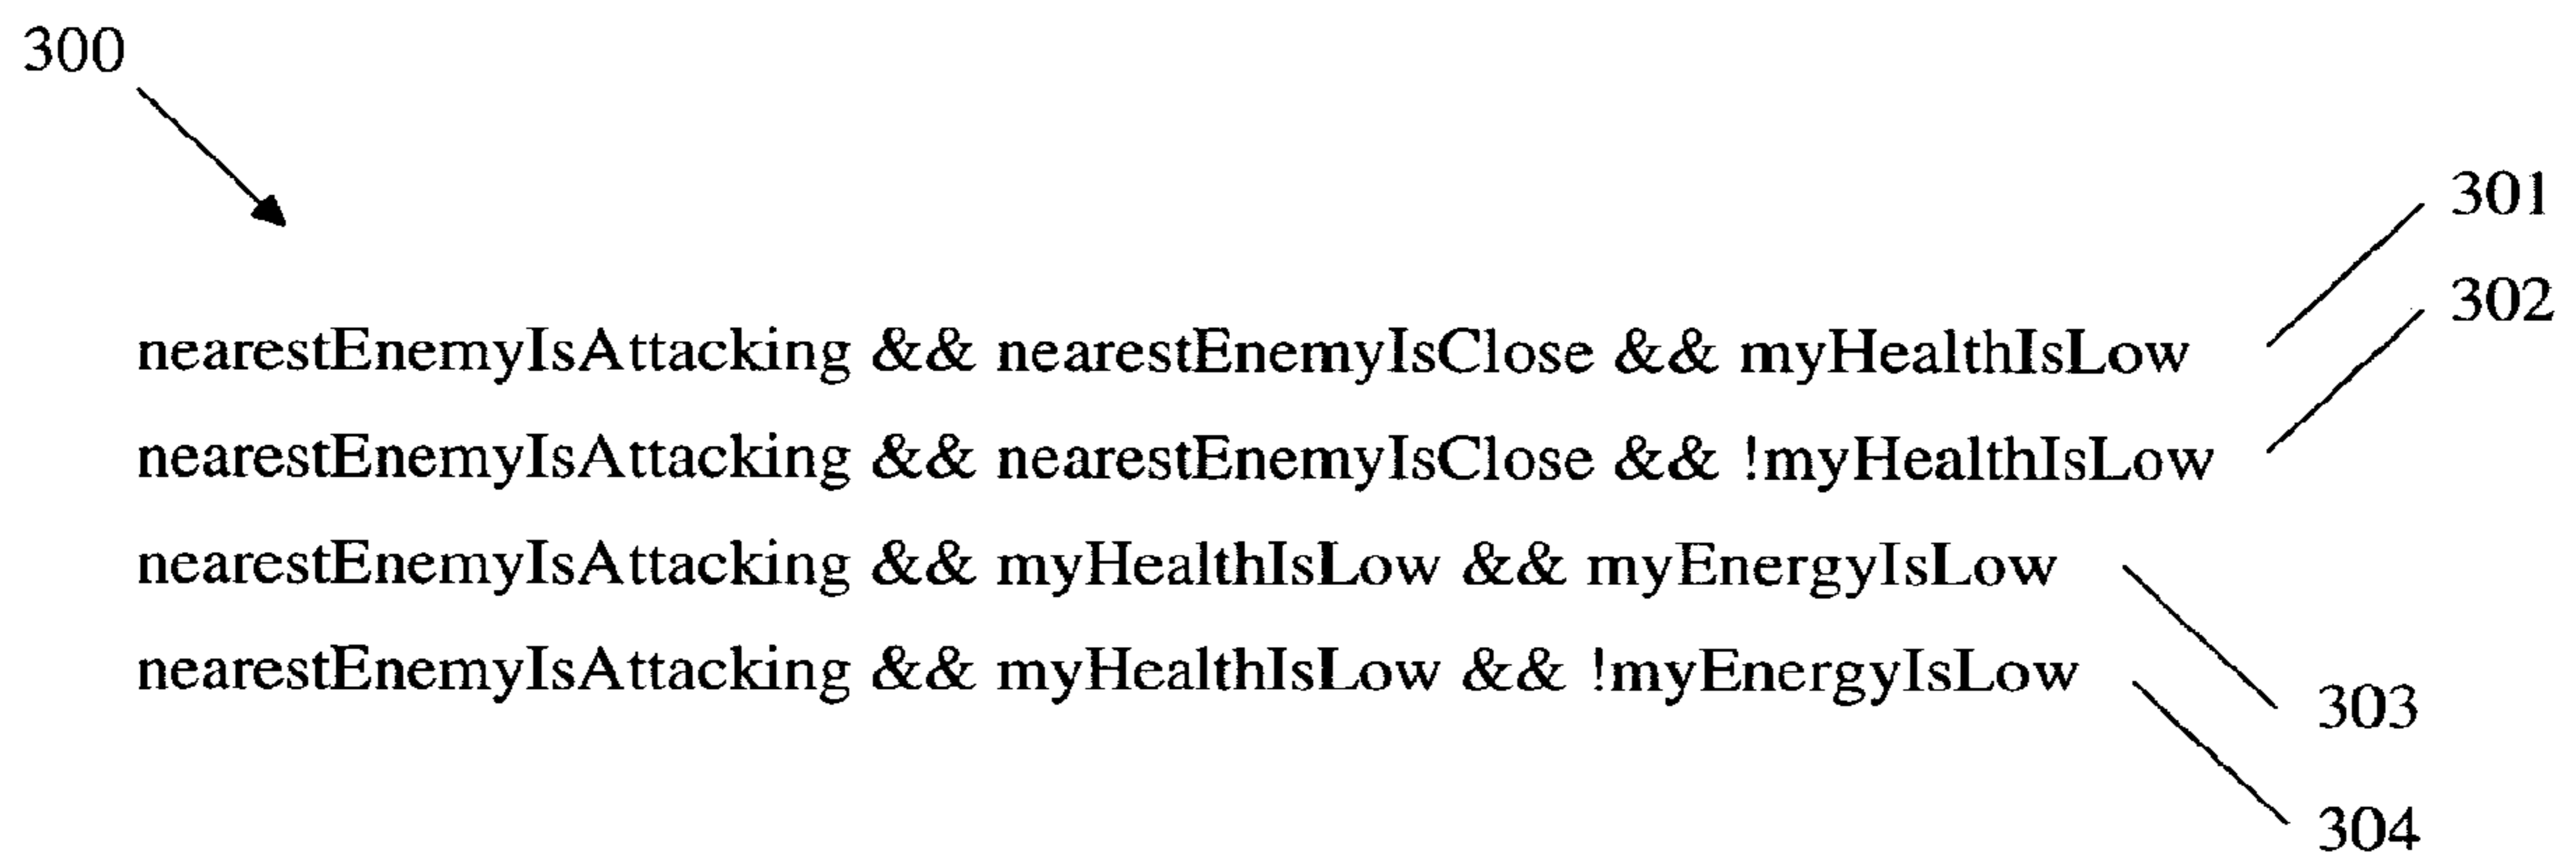 300
301
302
nearestEnemyIsAttacking && nearestEnemyIsClose && myHealthIsLow
nearestEnemyIsAttacking && nearestEnemyIsClose && !myHealthIsLow
nearestEnemyIsAttacking && myHealthIsLow && myEnergyIsLow
nearestEnemyIsAttacking && myHealthIsLow && !myEnergyIsLow
303
304